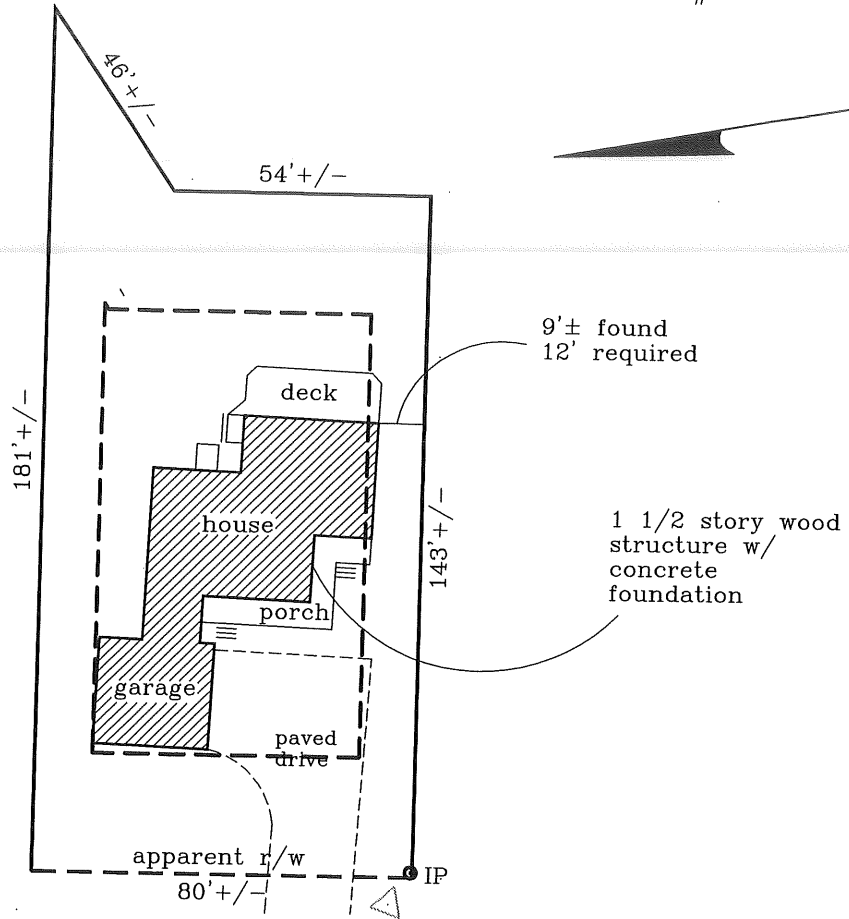 46'+/-
54'+/-
9'± found
12' required
deck
181'+/-
house
143'+/-
1 1/2 story wood
structure w/
concrete
foundation
porch
garage
paved
drive
apparent r/w
IP
80'+/-